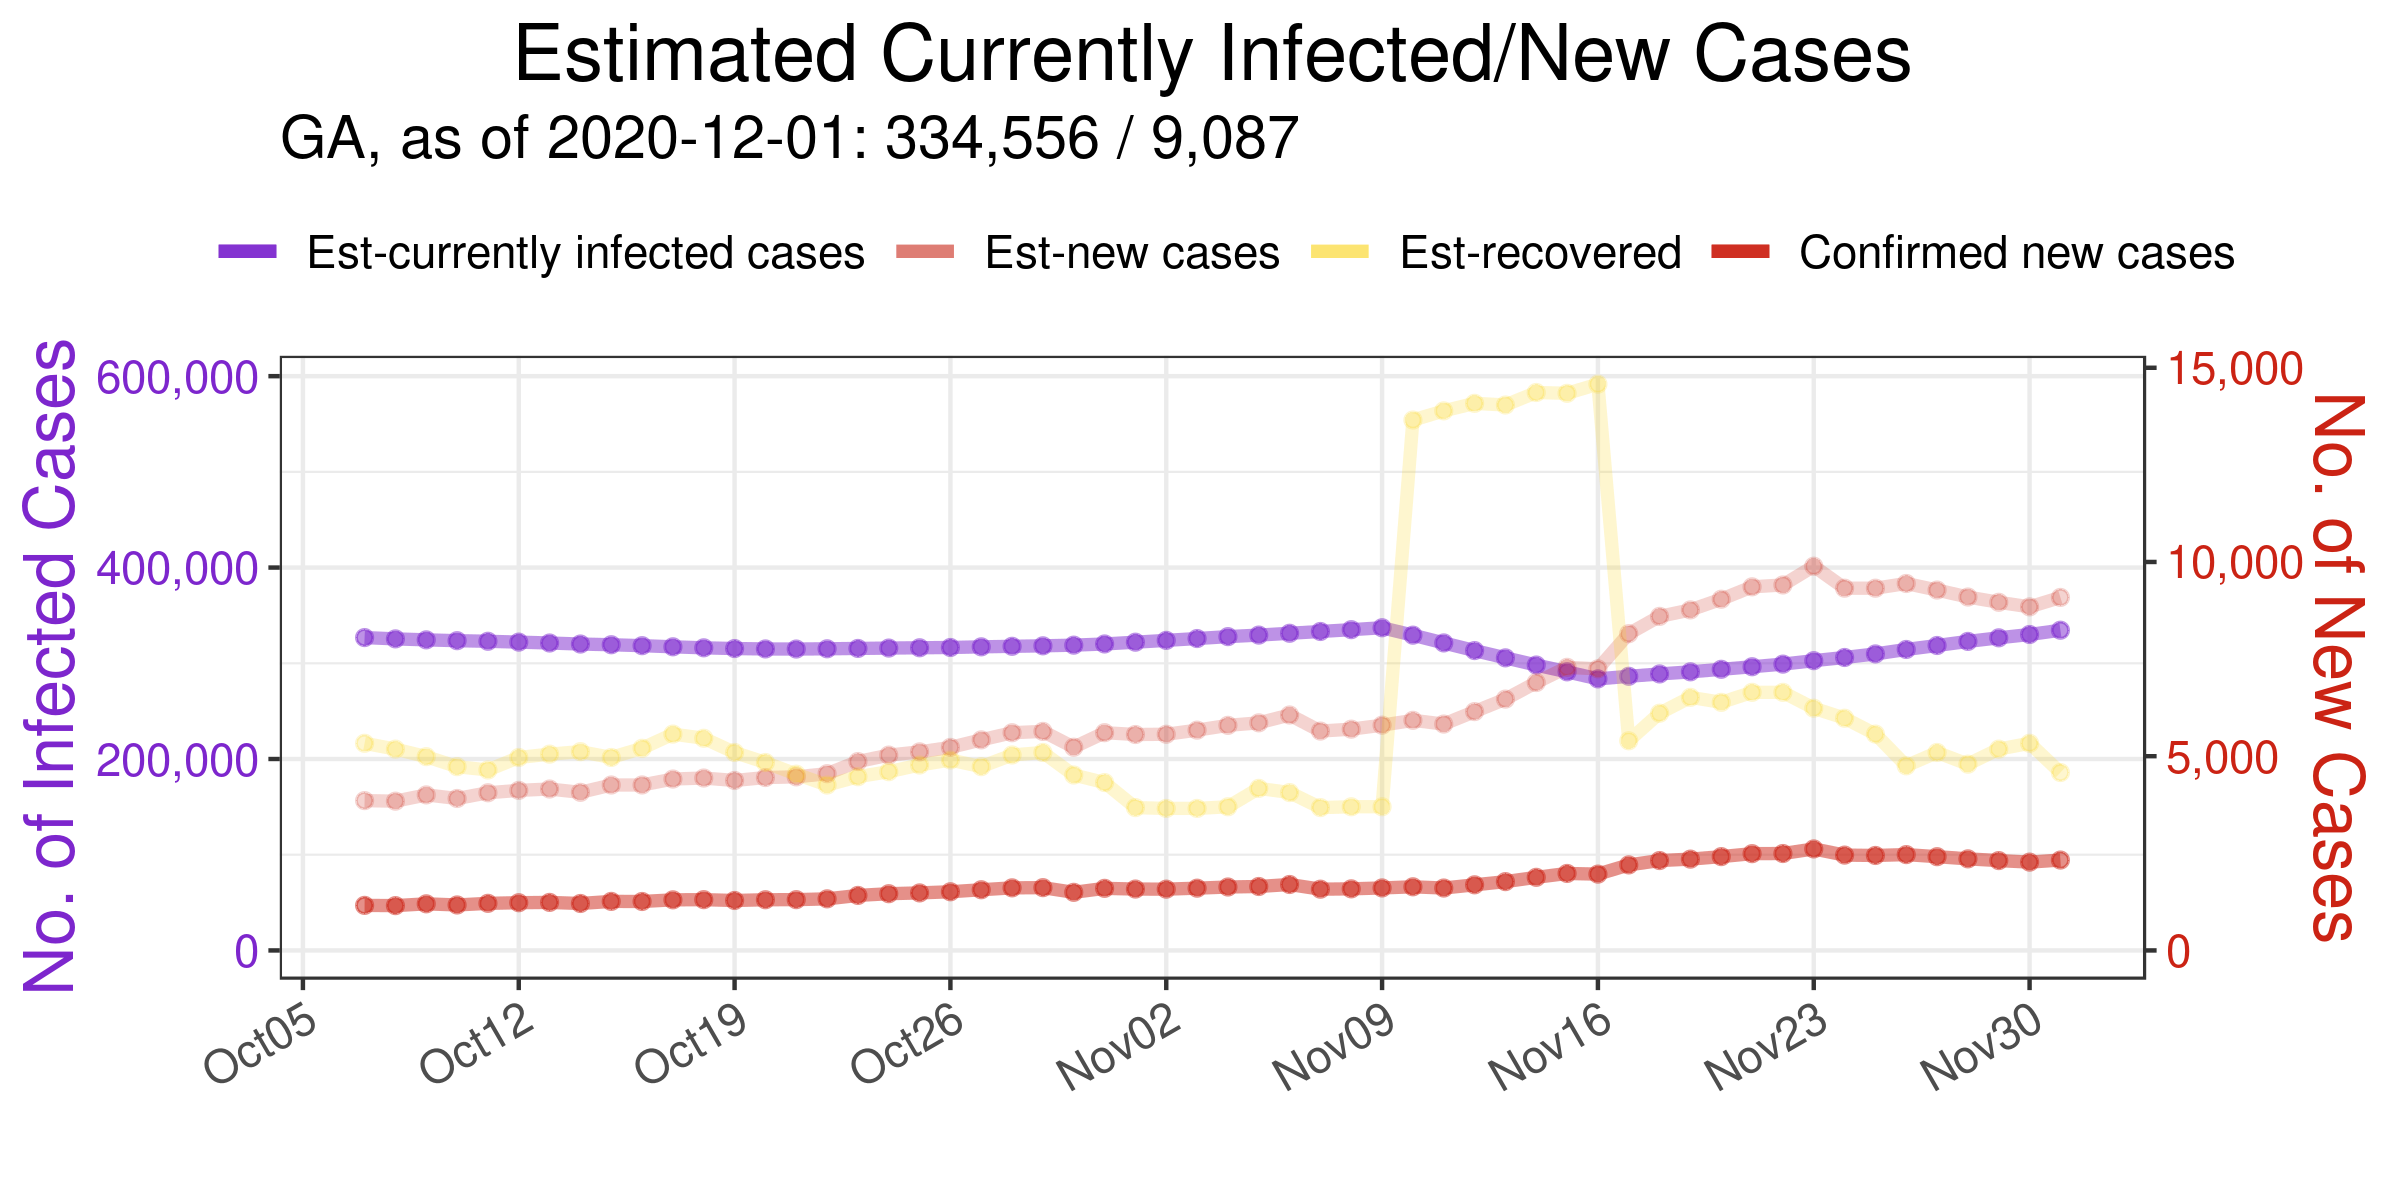 Estimated Currently Infected/New Cases
GA, as of 2020-12-01: 334,556 / 9,087
Est-currently infected cases Est-new cases Est-recovered Confirmed new cases
No. of Infected Cases
600,000
400,000
200,000
0
15,000
10,000
5,000
0
No. of New Cases
Oct05 Oct12 Oct19 Oct26 Nov02 Nov09 Nov16 Nov23 Nov30